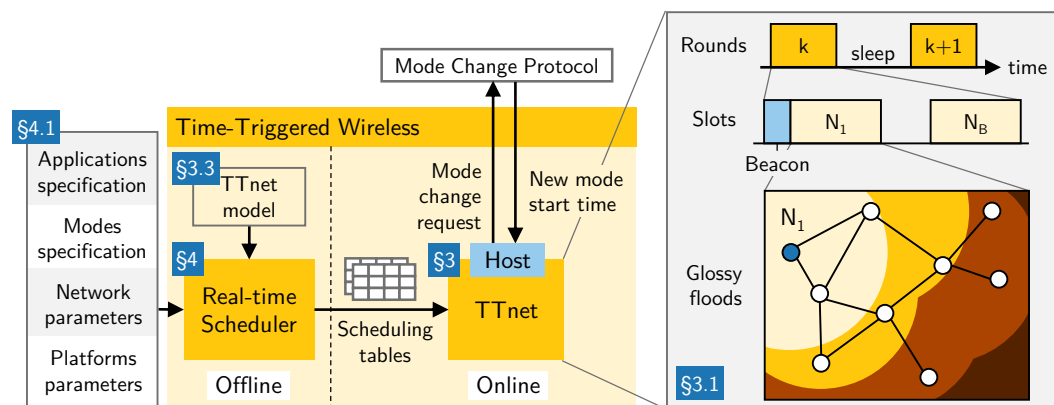 §4.1
Applications
specification
Modes
specification
Network
parameters
Platforms
parameters
Mode Change Protocol
Time-Triggered Wireless
§3.3
TTnet
model
§4
Real-time
Scheduler
Offline
Scheduling
tables
Mode
change
request
New mode
start time
§3
Host
TTnet
Online
Rounds
k
sleep
k+1
time
Slots
N1
NB
Beacon
Glossy
floods
N1
§3.1